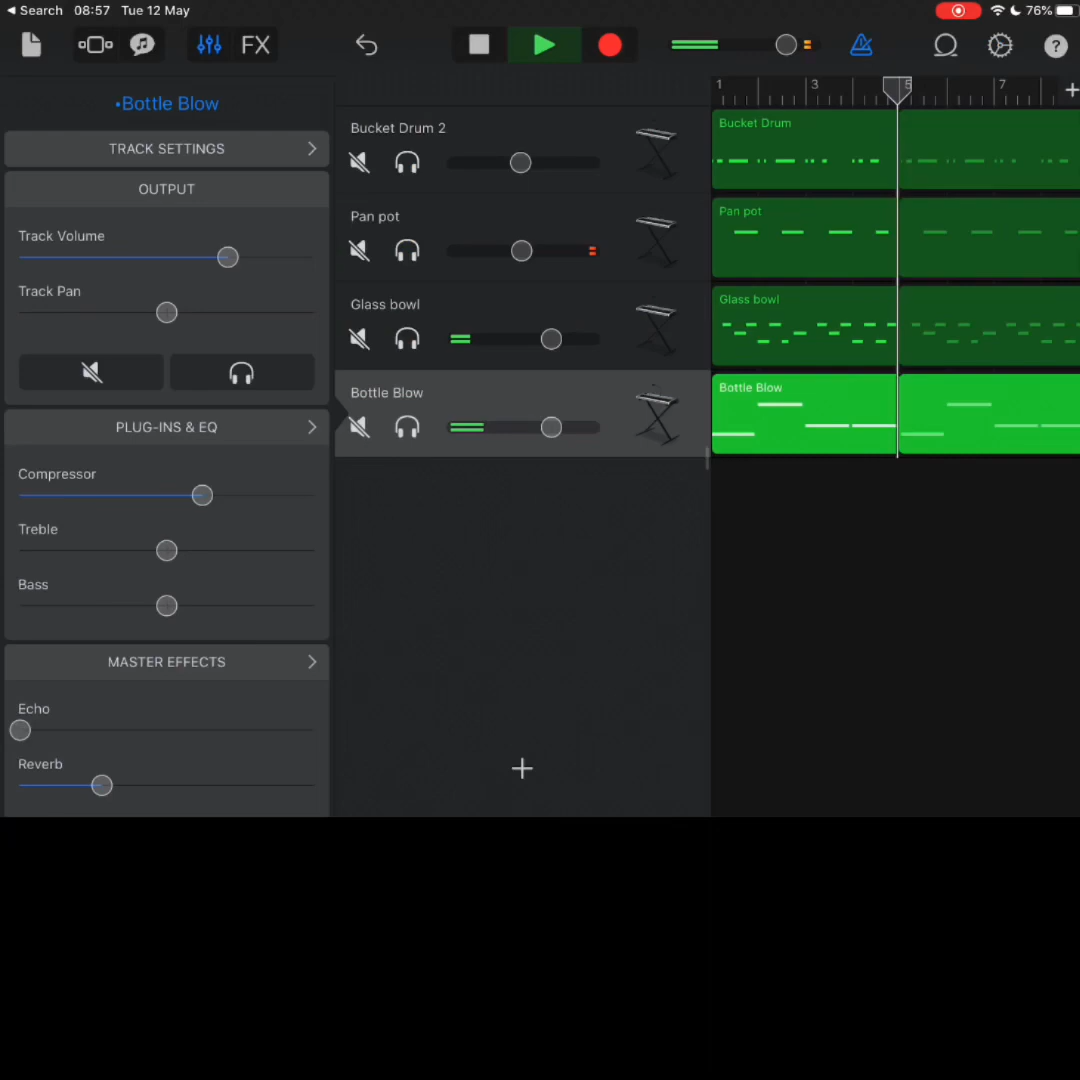 ◀ Search 08:57 Tue 12 May
76%
FX
?
•Bottle Blow
TRACK SETTINGS
OUTPUT
Track Volume
Track Pan
PLUG-INS & EQ
Compressor
Treble
Bass
MASTER EFFECTS
Echo
Reverb
Bucket Drum 2
Pan pot
Glass bowl
Bottle Blow
+
1
3
5
7
+
Bucket Drum
Pan pot
Glass bowl
Bottle Blow